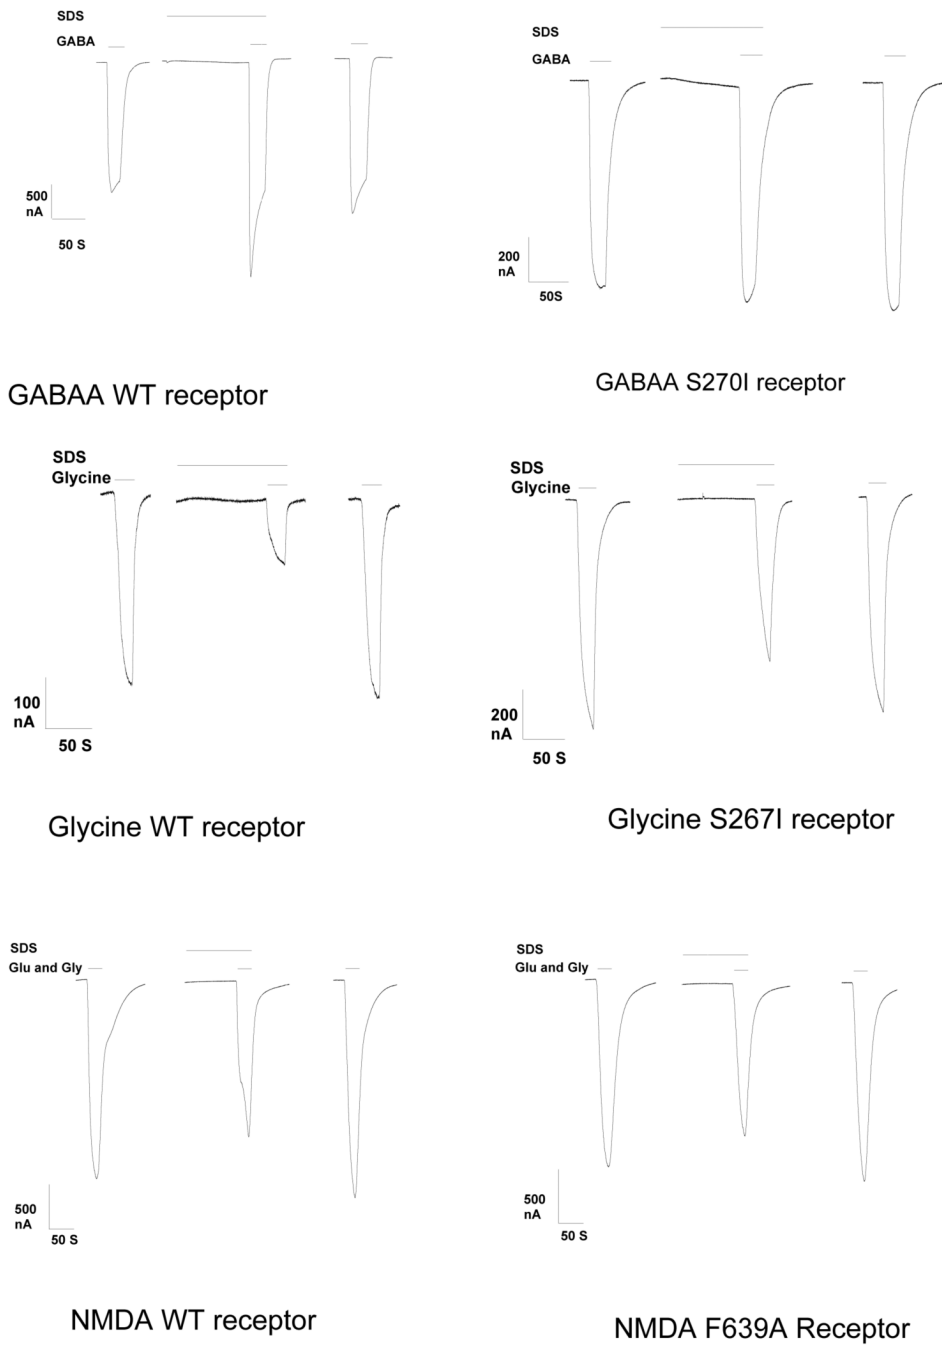 SDS
GABA
500
nA
50 S
GABAA WT receptor
SDS
GABA
200
nA
50S
GABAA S270I receptor
SDS
Glycine
100
nA
50 S
Glycine WT receptor
SDS
Glycine
200
nA
50 S
Glycine S267I receptor
SDS
Glu and Gly
500
nA
50 S
NMDA WT receptor
SDS
Glu and Gly
500
nA
50 S
NMDA F639A Receptor